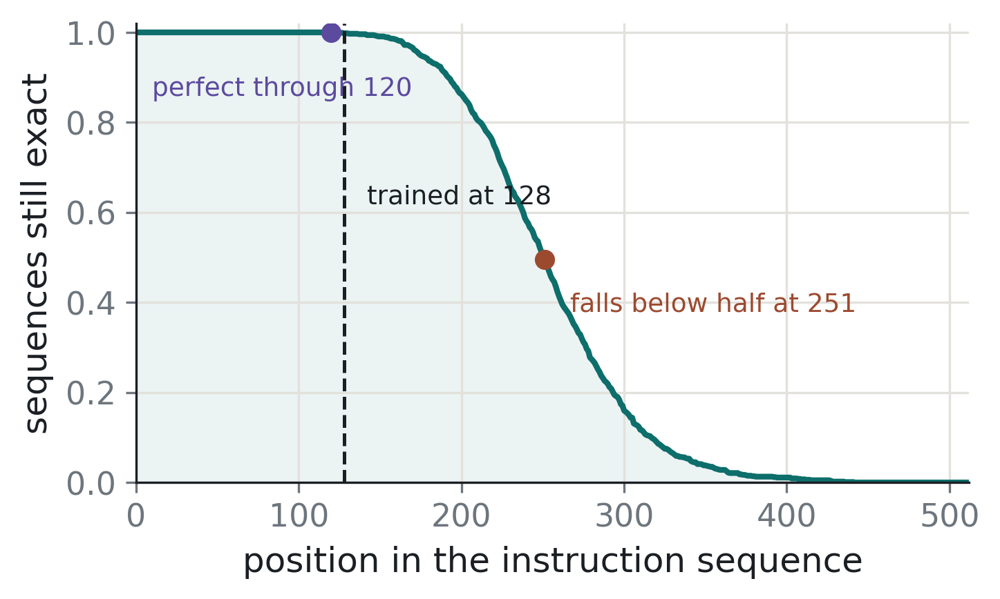 1.0
perfect through 120
0.8
trained at 128
0.6
falls below half at 251
0.4
0.2
0.0
sequences still exact
0 100 200 300 400 500
position in the instruction sequence